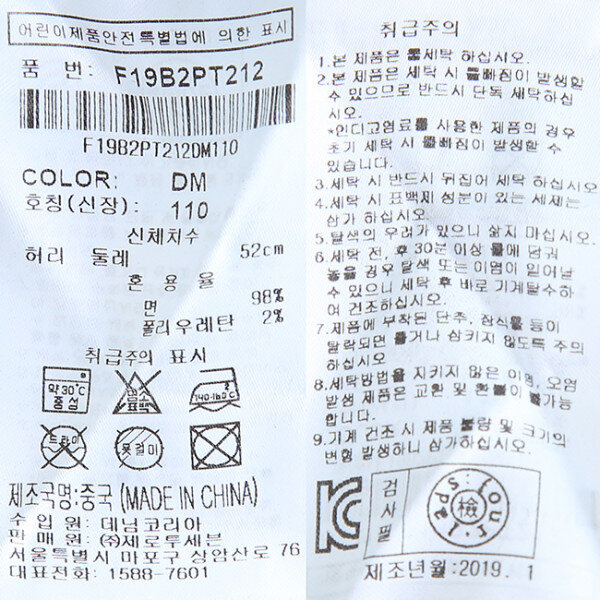 어린이제품안전특별법에 의한 표시
품 번: F19B2PT212
F19B2PT212DM110
COLOR: DM
호칭(신장): 110
신체치수
허리 둘레 52cm
혼용율
면 98%
폴리우레탄 2%
취급주의 표시
약30℃
중성
염소
표백
140-160℃
드라이
옷걸이
제조국명:중국 (MADE IN CHINA)
수 입 원 : 데님코리아
판 매 원 : ㈜제로투세븐
서울특별시 마포구 상암산로 76
대표전화: 1588-7601
취급주의
1.본 제품은 물세탁 하십시오.
2.본 제품은 세탁 시 물빠짐이 발생할
수 있으므로 반드시 단독 세탁하십
시오.
*인디고염료를 사용한 제품의 경우
초기 세탁 시 물빠짐이 발생할 수
있습니다.
3.세탁 시 반드시 뒤집어 세탁 하십시오
4.세탁 시 표백제 성분이 있는 세제는
삼가 하십시오.
5.탈색의 우려가 있으니 삶지 마십시오.
6.세탁 전, 후 30분 이상 물에 담궈
놓을 경우 탈색 또는 이염이 일어날
수 있으니 세탁 후 바로 기계탈수하
여 건조하십시오.
7.제품에 부착된 단추, 장식물 등이
탈락되면 물거나 삼키지 않도록 주의
하십시오
8.세탁방법을 지키지 않은 이염, 오염
발생 제품은 교환 및 환불이 불가능
합니다.
9.기계 건조 시 제품 불량 및 크기의
변형 발생하니 삼가하십시오.
검
사
필
檢
제조년월:2019. 1